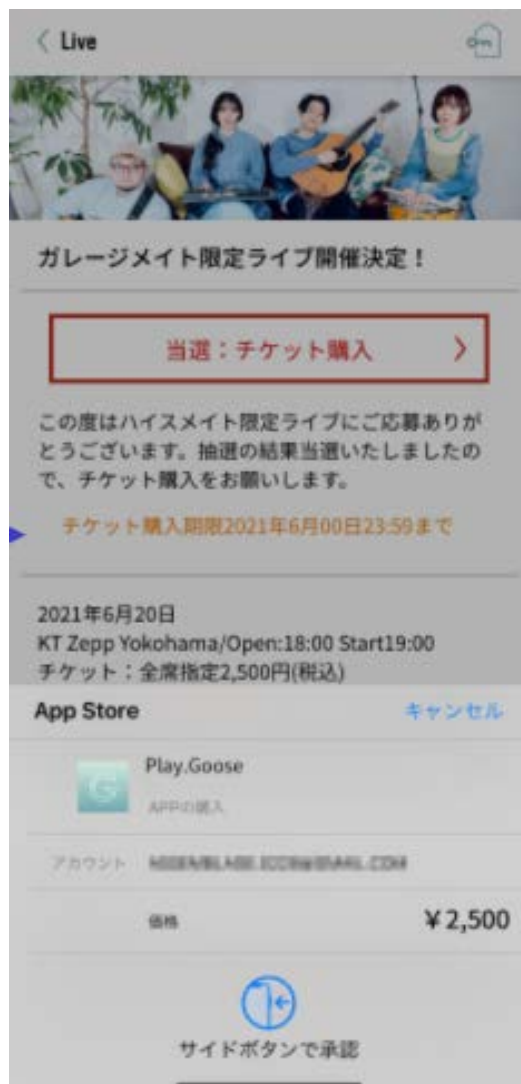 Live
ガレージメイト限定ライブ開催決定！
当選：チケット購入
この度はハイスメイト限定ライブにご応募ありが
とうございます。抽選の結果当選いたしましたの
で、チケット購入をお願いします。
チケット購入期限2021年6月00日23:59まで
2021年6月20日
KT Zepp Yokohama/Open:18:00 Start19:00
チケット：全席指定2,500円(税込)
App Store キャンセル
G
Play.Goose
APPの購入
アカウント
価格 ¥2,500
サイドボタンで承認